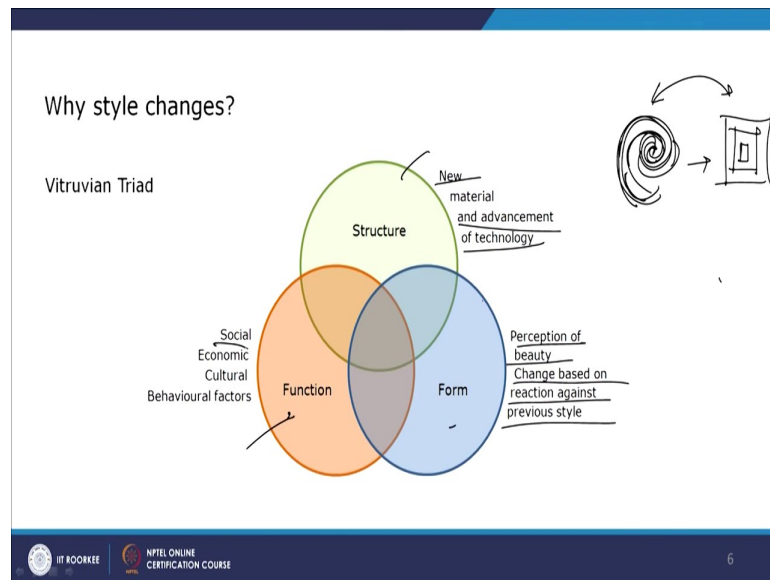 Why style changes?
Vitruvian Triad
Structure
New
material
and advancement
of technology
Social
Economic
Cultural
Behavioural factors
Function
Form
Perception of
beauty
Change based on
reaction against
previous style
IIT ROORKEE
NPTEL ONLINE
CERTIFICATION COURSE
6